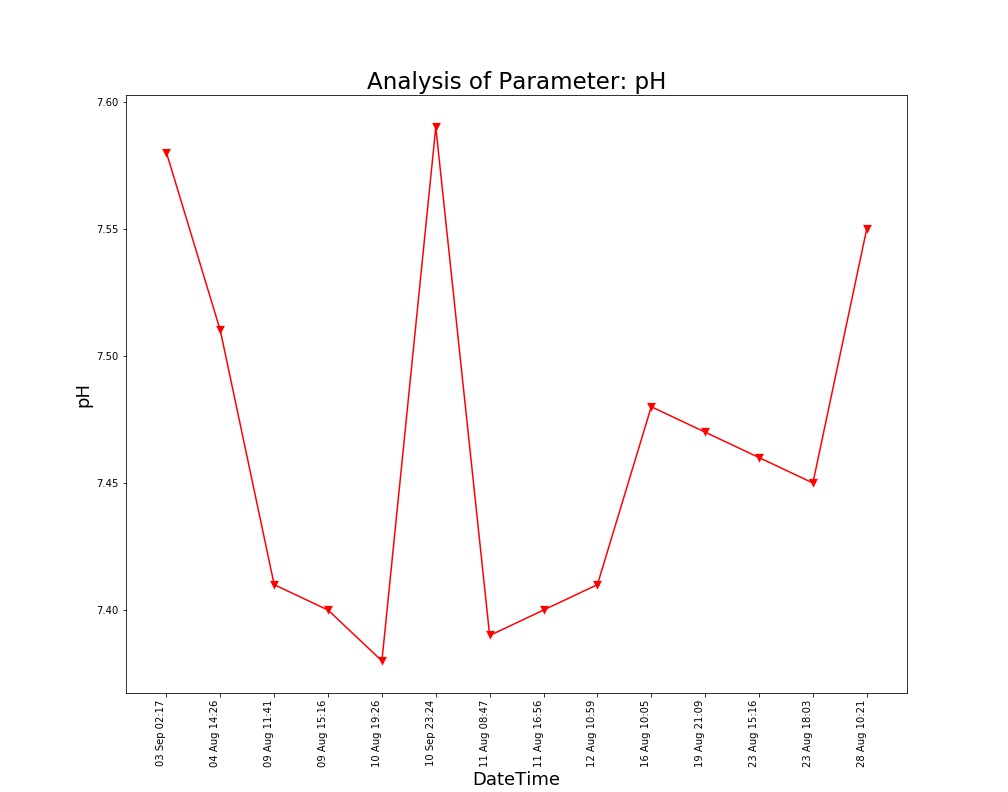 Analysis of Parameter: pH
7.60
7.55
7.50
7.45
7.40
pH
03 Sep 02:17
04 Aug 14:26
09 Aug 11:41
09 Aug 15:16
10 Aug 19:26
10 Sep 23:24
11 Aug 08:47
11 Aug 16:56
12 Aug 10:59
16 Aug 10:05
19 Aug 21:09
23 Aug 15:16
23 Aug 18:03
28 Aug 10:21
DateTime